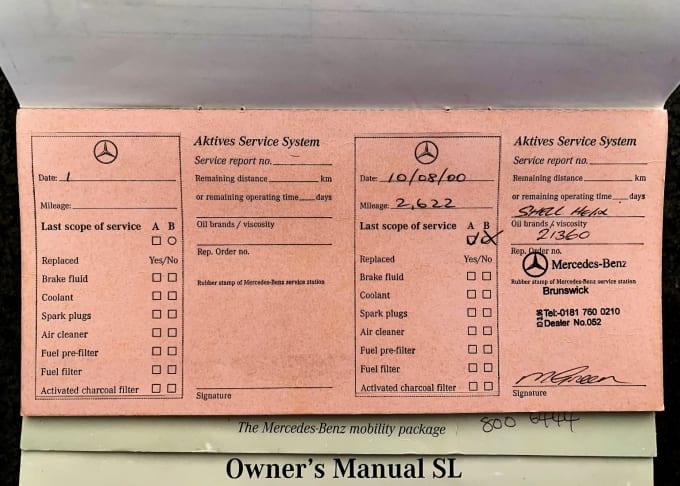 Aktives Service System
Service report no.
Date: 1
Remaining distance km
or remaining operating time days
Mileage:
Oil brands / viscosity
Last scope of service A B
Rep. Order no.
Replaced Yes/No
Brake fluid
Rubber stamp of Mercedes-Benz service station
Coolant
Spark plugs
Air cleaner
Fuel pre-filter
Fuel filter
Activated charcoal filter
Signature
Aktives Service System
Service report no.
Date: 10/08/00
Remaining distance km
or remaining operating time days
Mileage: 2,622
SHELL HELIX
Oil brands / viscosity
Last scope of service A B
21360
Rep. Order no.
Mercedes-Benz
Replaced Yes/No
Brake fluid
Rubber stamp of Mercedes-Benz service station
Brunswick
Coolant
Spark plugs
Tel:-0181 760 0210
Dealer No.052
Air cleaner
Fuel pre-filter
Fuel filter
M Green
Activated charcoal filter
Signature
The Mercedes-Benz mobility package
800 6444
Owner's Manual SL